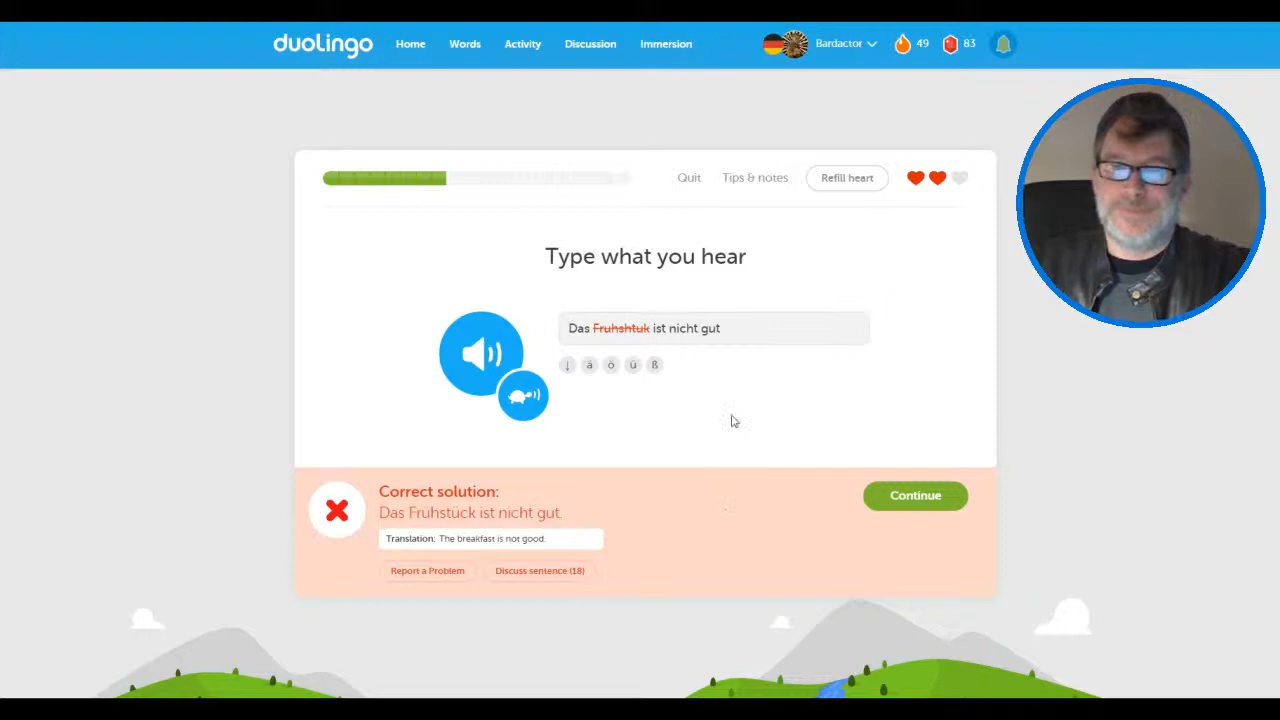 duolingo Home Words Activity Discussion Immersion Bardactor 49 83
Quit Tips & notes Refill heart
Type what you hear
Das Fruhshtuk ist nicht gut
ä ö ü ß
Correct solution:
Das Frühstück ist nicht gut.
Translation: The breakfast is not good.
Report a Problem Discuss sentence (18)
Continue